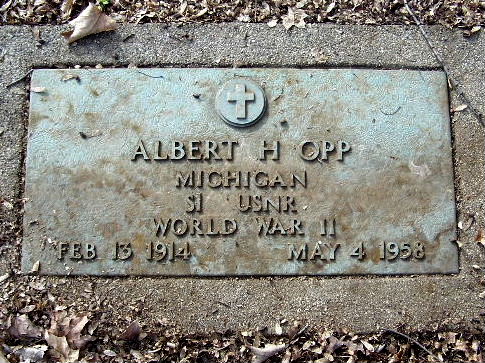 ALBERT H OPP
MICHIGAN
S1 USNR
WORLD WAR II
FEB 13 1914 MAY 4 1958